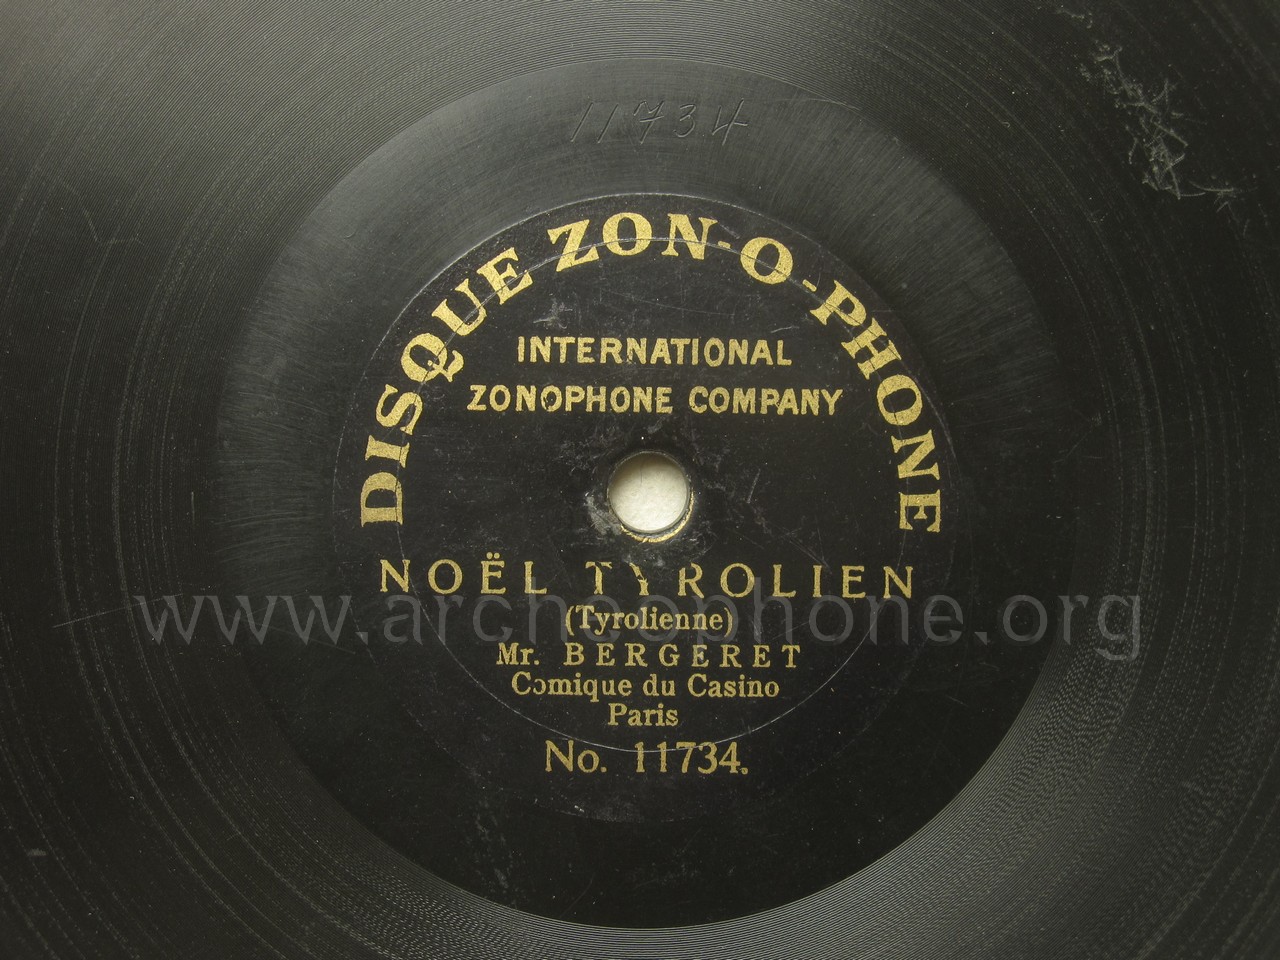 11734
DISQUE ZON-O-PHONE
INTERNATIONAL
ZONOPHONE COMPANY
NOËL TYROLIEN
www.archeophone.org
(Tyrolienne)
Mr. BERGERET
Comique du Casino
Paris
No. 11734.